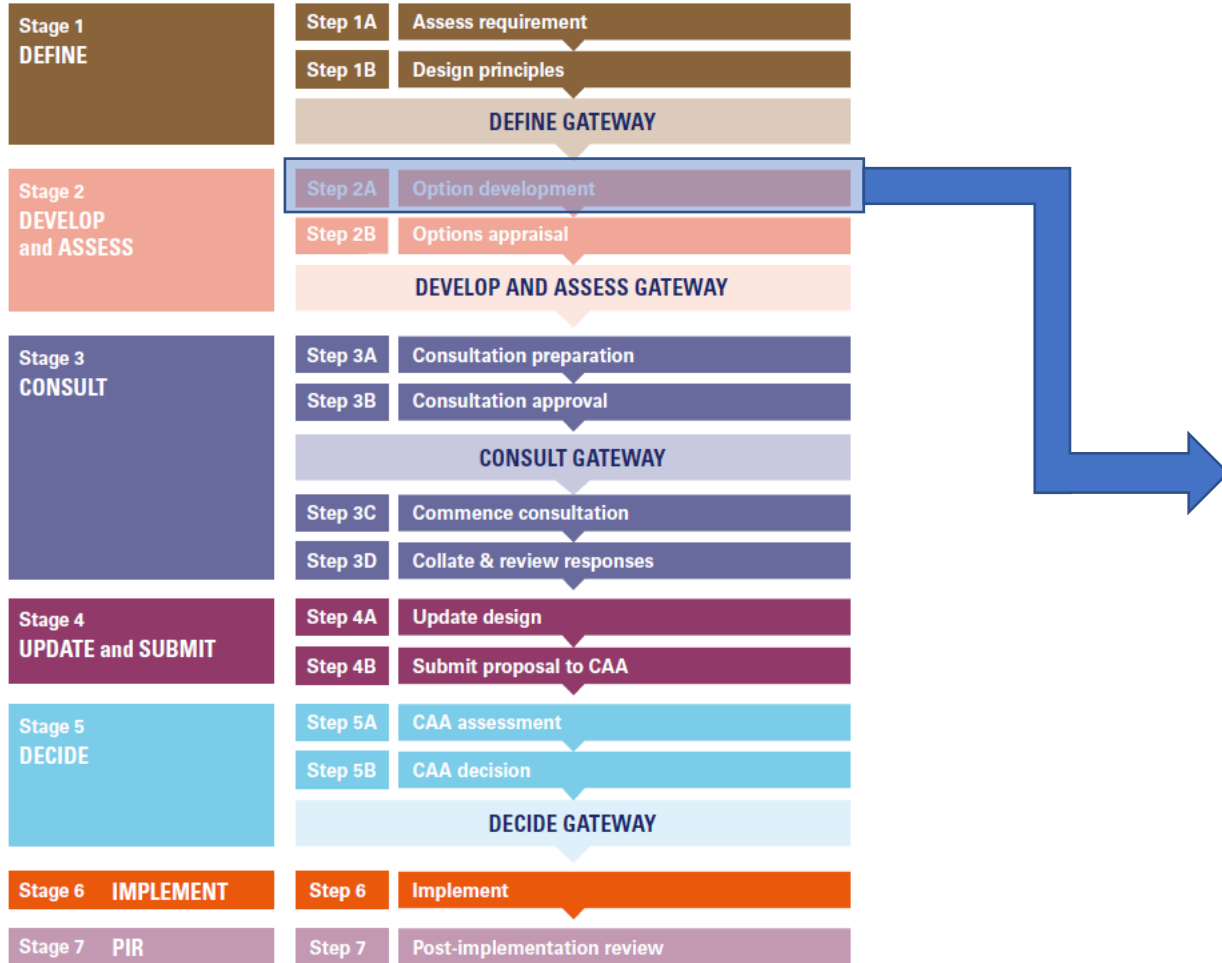 Stage 1
DEFINE
Step 1A Assess requirement
Step 1B Design principles
DEFINE GATEWAY
Stage 2
DEVELOP
and ASSESS
Step 2A Option development
Step 2B Options appraisal
DEVELOP AND ASSESS GATEWAY
Stage 3
CONSULT
Step 3A Consultation preparation
Step 3B Consultation approval
CONSULT GATEWAY
Step 3C Commence consultation
Step 3D Collate & review responses
Stage 4
UPDATE and SUBMIT
Step 4A Update design
Step 4B Submit proposal to CAA
Stage 5
DECIDE
Step 5A CAA assessment
Step 5B CAA decision
DECIDE GATEWAY
Stage 6 IMPLEMENT
Step 6 Implement
Stage 7 PIR
Step 7 Post-implementation review